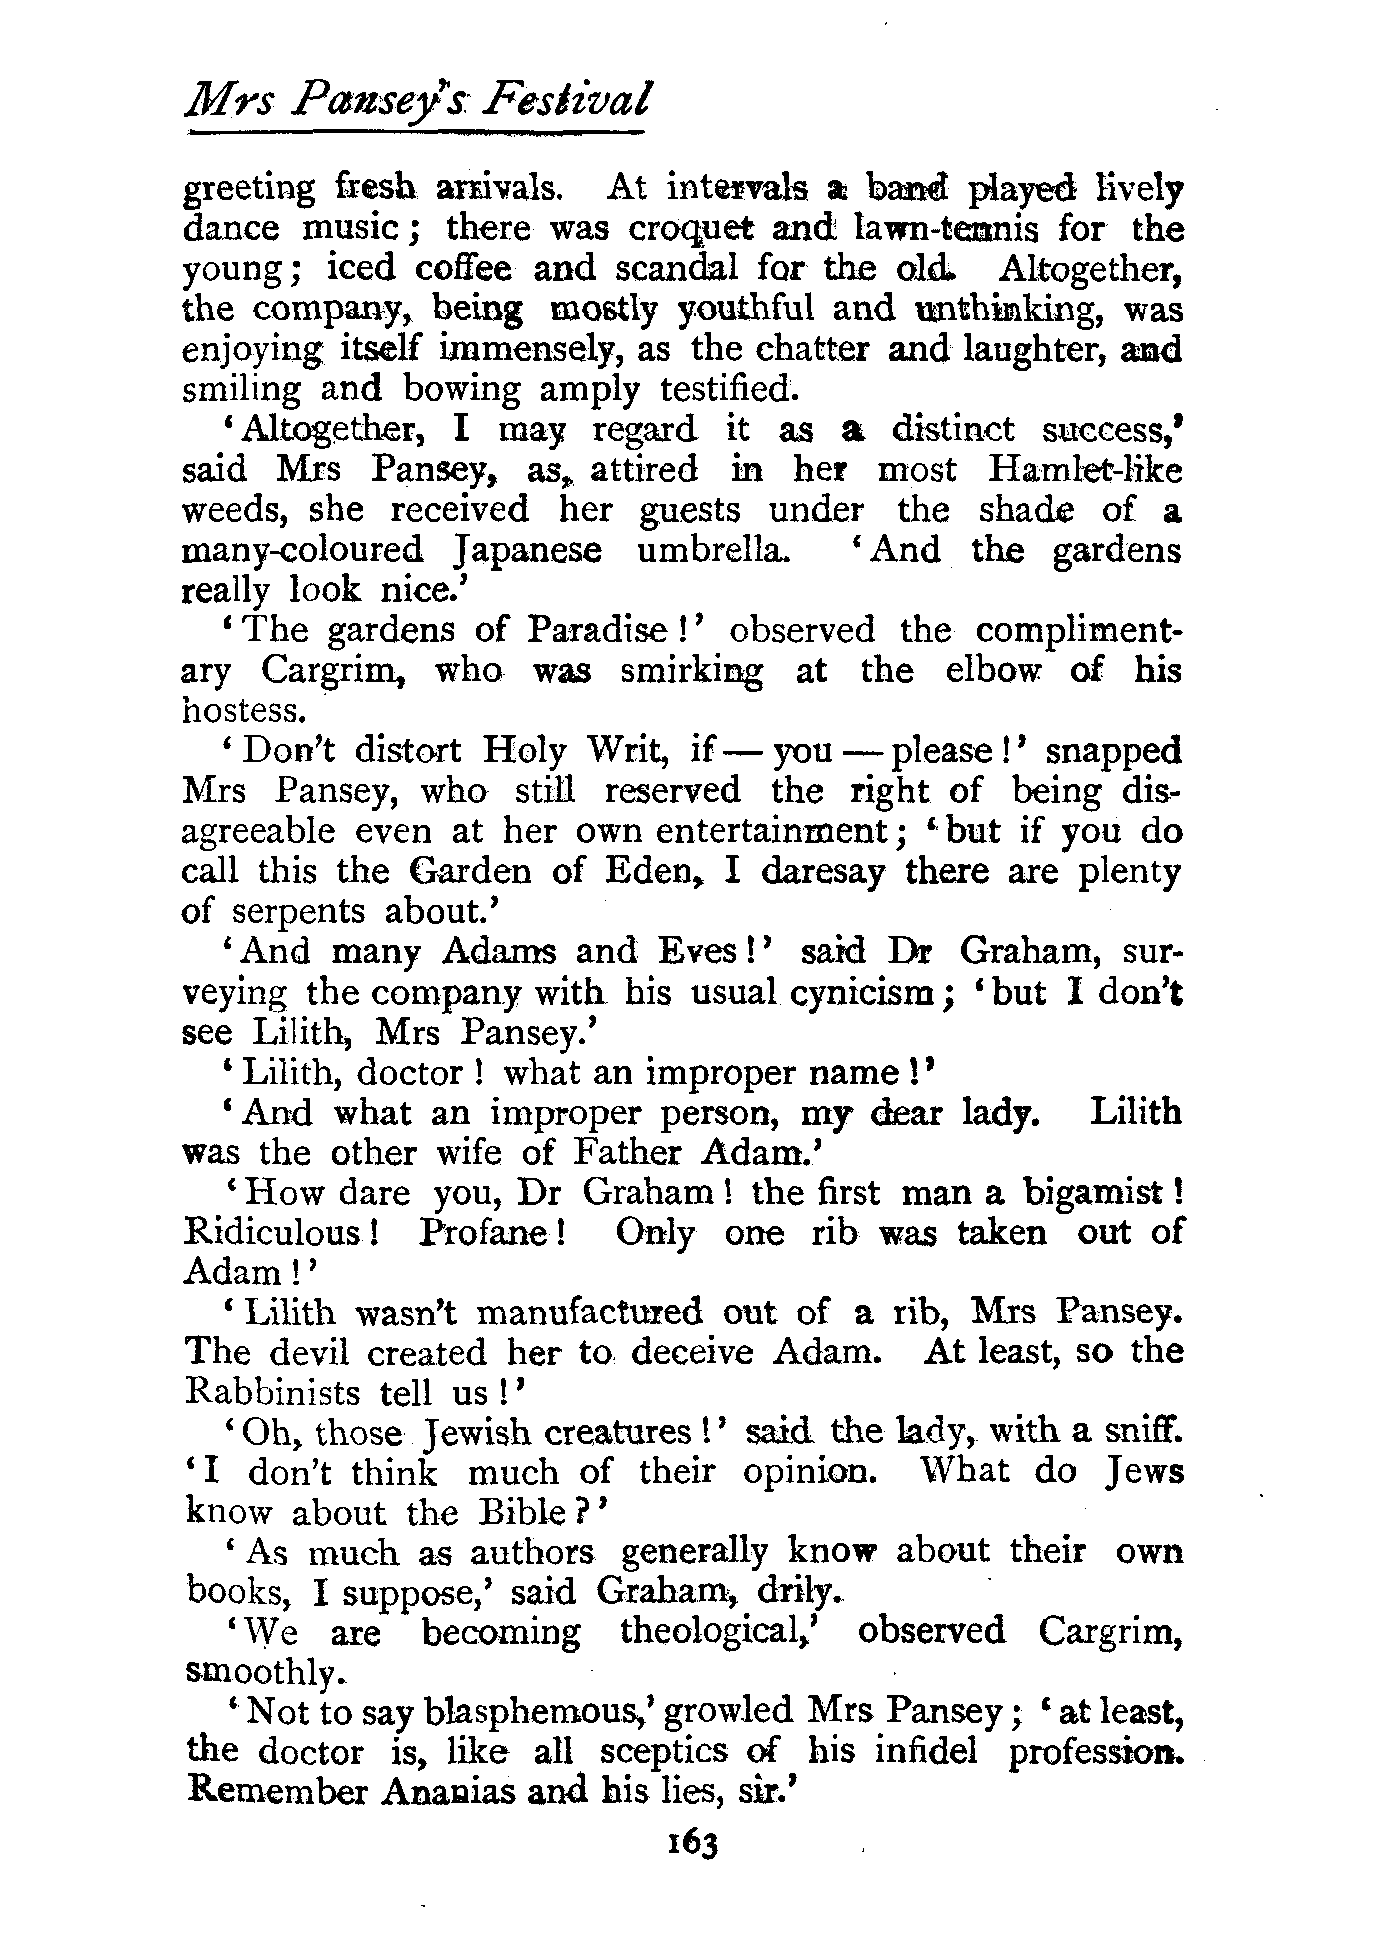 Mrs Pansey's Festival
greeting fresh arrivals. At intervals a band played lively
dance music ; there was croquet and lawn-tennis for the
young ; iced coffee and scandal for the old. Altogether,
the company, being mostly youthful and unthinking, was
enjoying itself immensely, as the chatter and laughter, and
smiling and bowing amply testified.
‘Altogether, I may regard it as a distinct success,’
said Mrs Pansey, as, attired in her most Hamlet-like
weeds, she received her guests under the shade of a
many-coloured Japanese umbrella. ‘And the gardens
really look nice.’
‘The gardens of Paradise !’ observed the compliment-
ary Cargrim, who was smirking at the elbow of his
hostess.
‘Don't distort Holy Writ, if — you — please !’ snapped
Mrs Pansey, who still reserved the right of being dis-
agreeable even at her own entertainment ; ‘but if you do
call this the Garden of Eden, I daresay there are plenty
of serpents about.’
‘And many Adams and Eves !’ said Dr Graham, sur-
veying the company with his usual cynicism ; ‘but I don't
see Lilith, Mrs Pansey.’
‘Lilith, doctor ! what an improper name !’
‘And what an improper person, my dear lady. Lilith
was the other wife of Father Adam.’
‘How dare you, Dr Graham ! the first man a bigamist !
Ridiculous ! Profane ! Only one rib was taken out of
Adam !’
‘Lilith wasn't manufactured out of a rib, Mrs Pansey.
The devil created her to deceive Adam. At least, so the
Rabbinists tell us !’
‘Oh, those Jewish creatures !’ said the lady, with a sniff.
‘I don't think much of their opinion. What do Jews
know about the Bible ?’
‘As much as authors generally know about their own
books, I suppose,’ said Graham, drily.
‘We are becoming theological,’ observed Cargrim,
smoothly.
‘Not to say blasphemous,’ growled Mrs Pansey ; ‘at least,
the doctor is, like all sceptics of his infidel profession.
Remember Ananias and his lies, sir.’
163